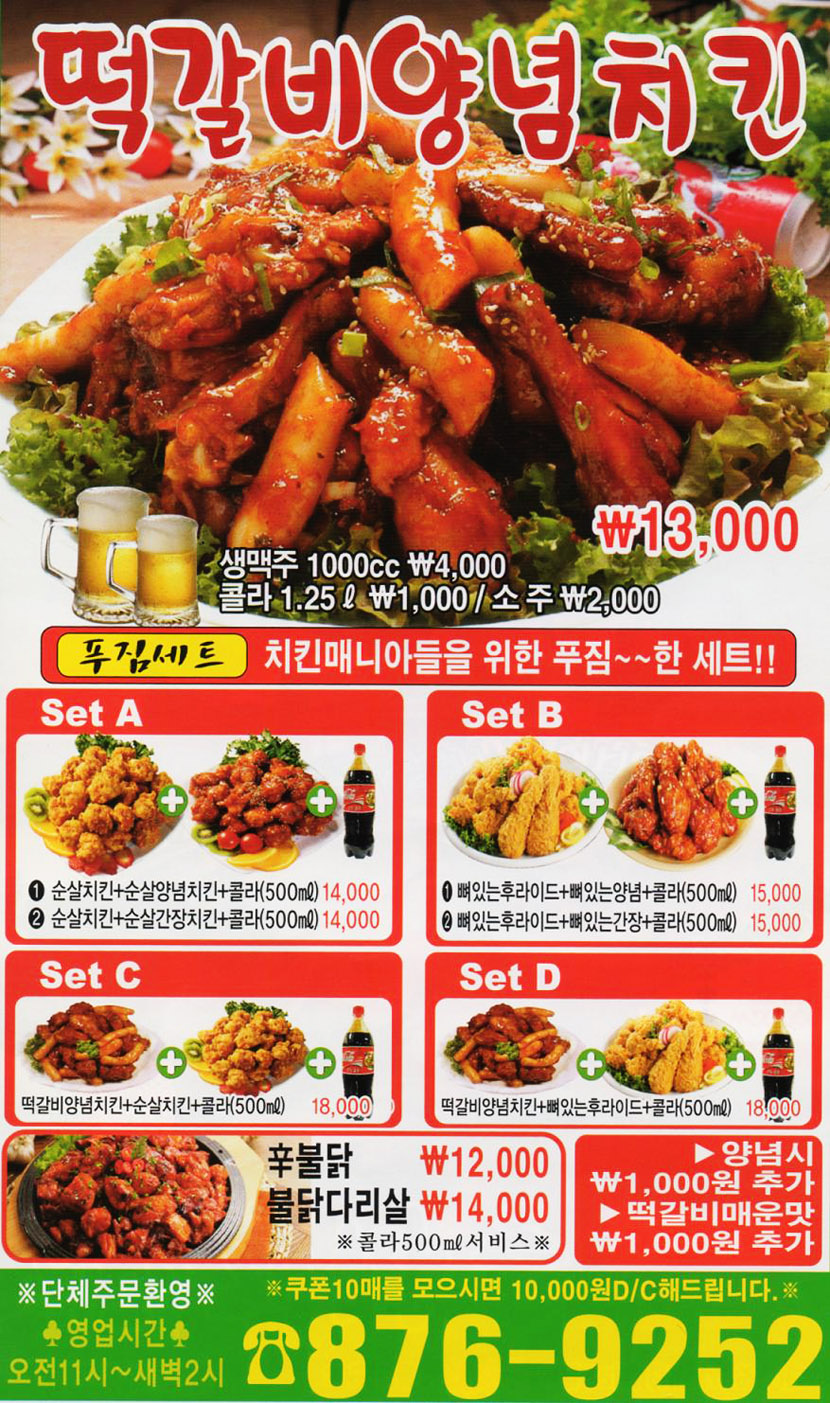 떡갈비양념치킨
₩13,000
생맥주 1000cc ₩4,000
콜라 1.25ℓ ₩1,000 / 소주 ₩2,000
푸짐세트 치킨매니아들을 위한 푸짐~~한 세트!!
Set A
❶ 순살치킨+순살양념치킨+콜라(500㎖) 14,000
❷ 순살치킨+순살간장치킨+콜라(500㎖) 14,000
Set B
❶ 뼈있는후라이드+뼈있는양념+콜라(500㎖) 15,000
❷ 뼈있는후라이드+뼈있는간장+콜라(500㎖) 15,000
Set C
떡갈비양념치킨+순살치킨+콜라(500㎖) 18,000
Set D
떡갈비양념치킨+뼈있는후라이드+콜라(500㎖) 18,000
辛불닭 ₩12,000
불닭다리살 ₩14,000
※콜라500㎖서비스※
▶양념시
₩1,000원 추가
▶떡갈비매운맛
₩1,000원 추가
※단체주문환영※
♣영업시간♣
오전11시~새벽2시
※쿠폰10매를 모으시면 10,000원D/C해드립니다.※
☎876-9252